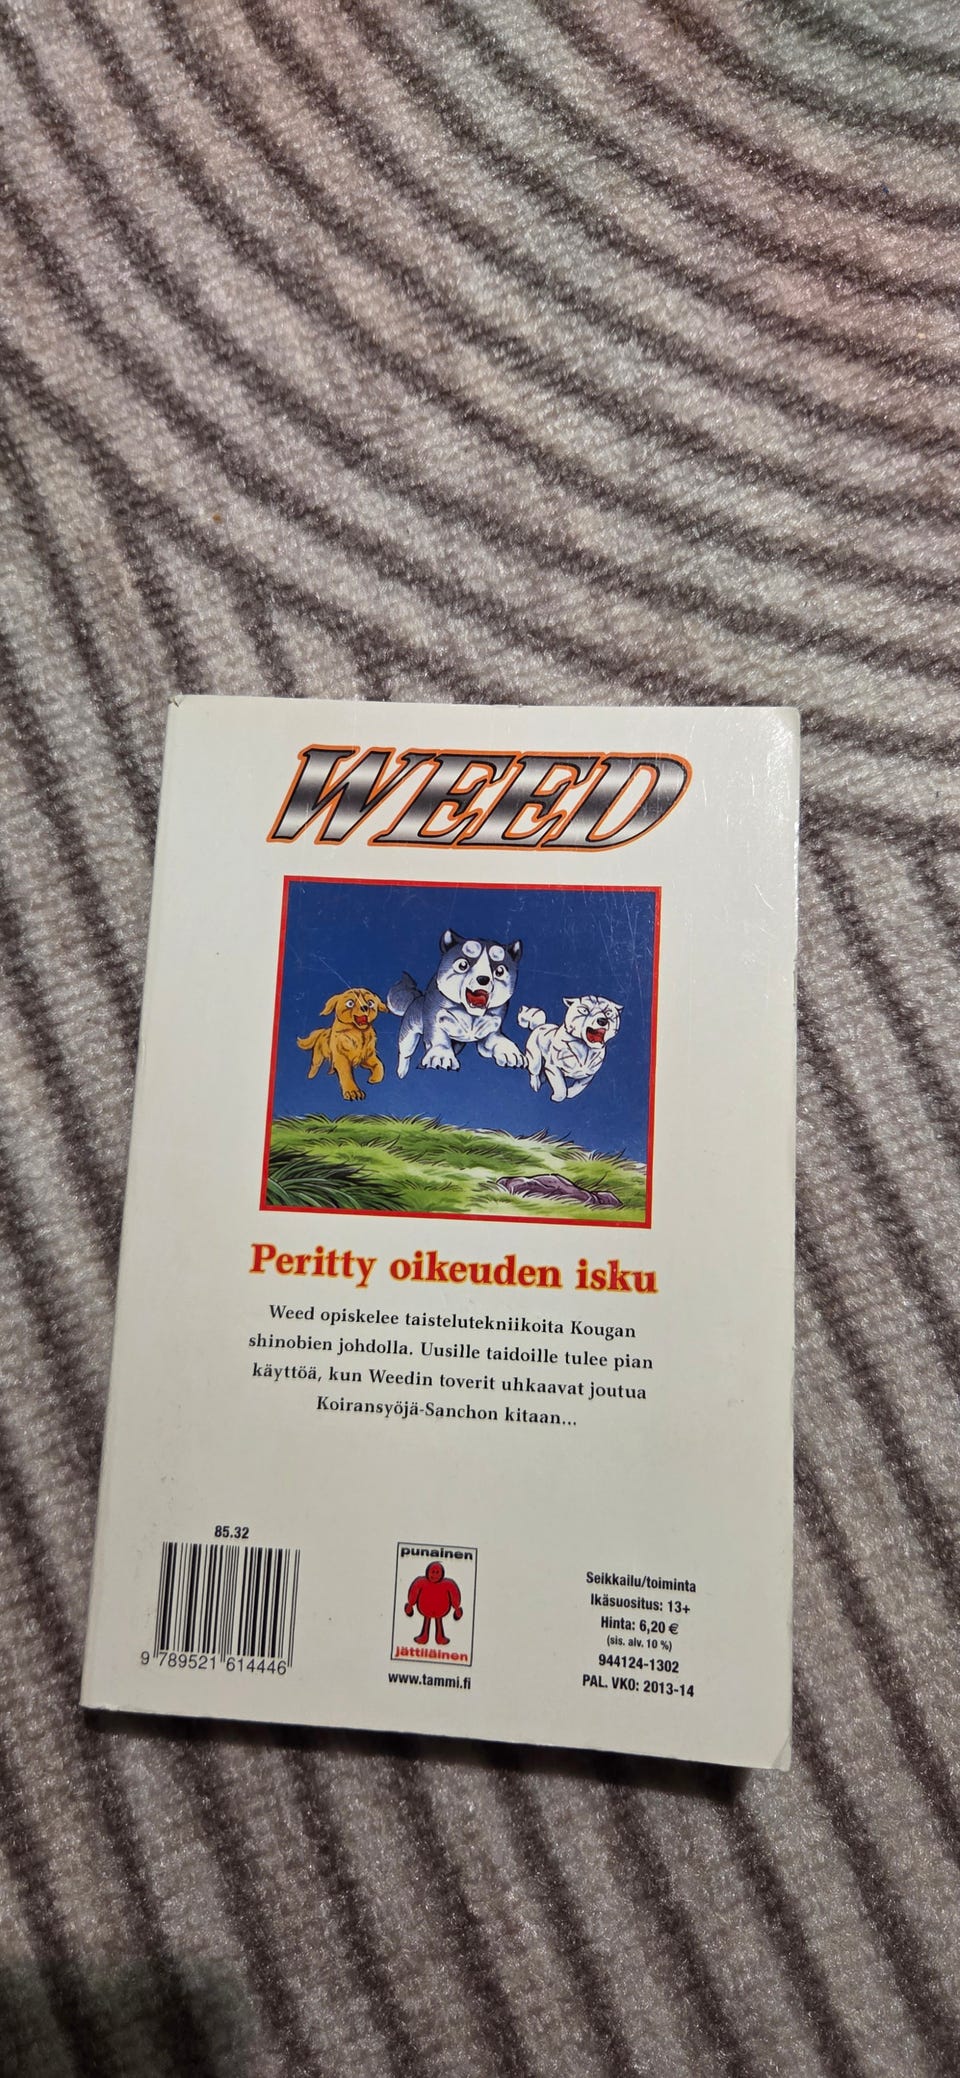 WEED
Peritty oikeuden isku
Weed opiskelee taistelutekniikoita Kougan
shinobien johdolla. Uusille taidoille tulee pian
käyttöä, kun Weedin toverit uhkaavat joutua
Koiransyöjä-Sanchon kitaan...
85.32
9 789521 614446
punainen
jättiläinen
www.tammi.fi
Seikkailu/toiminta
Ikäsuositus: 13+
Hinta: 6,20 €
(sis. alv. 10 %)
944124-1302
PAL. VKO: 2013-14